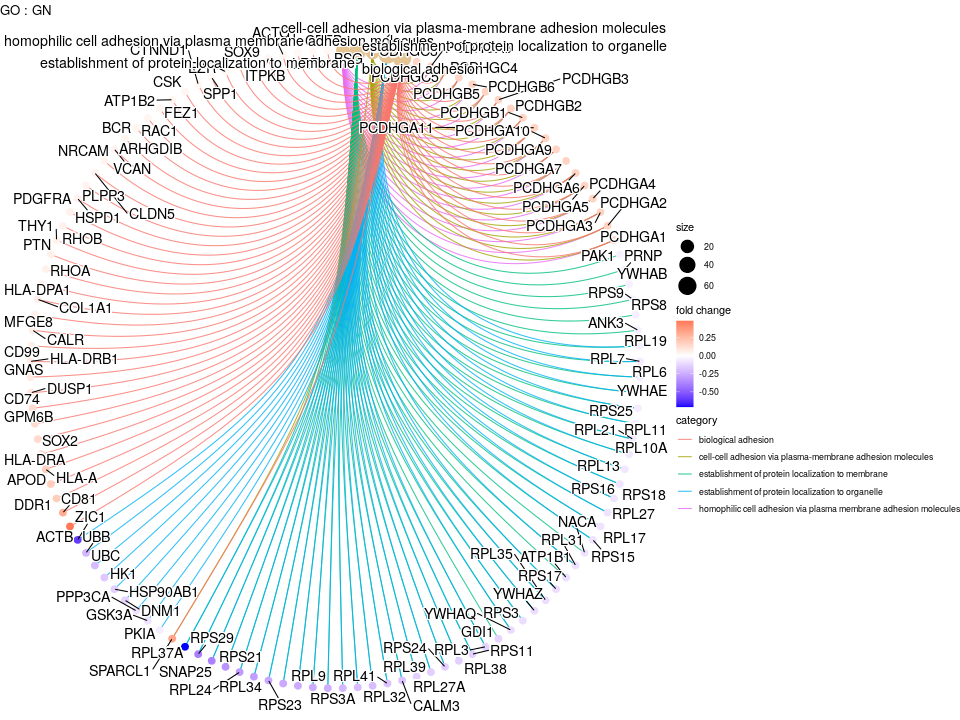 GO : GN
cell-cell adhesion via plasma-membrane adhesion molecules
homophilic cell adhesion via plasma membrane adhesion molecules
establishment of protein localization to organelle
establishment of protein localization to membrane
biological adhesion
CTNND1
SOX9
ITPKB
CSK
SPP1
ATP1B2
FEZ1
BCR
RAC1
NRCAM
ARHGDIB
VCAN
PDGFRA
PLPP3
HSPD1
CLDN5
THY1
PTN
RHOB
RHOA
HLA-DPA1
COL1A1
MFGE8
CALR
CD99
HLA-DRB1
GNAS
DUSP1
CD74
GPM6B
SOX2
HLA-DRA
APOD
HLA-A
DDR1
CD81
ZIC1
ACTB
UBB
UBC
HK1
PPP3CA
HSP90AB1
GSK3A
DNM1
PKIA
RPL37A
RPS29
SPARCL1
SNAP25
RPS21
RPL24
RPL34
RPS23
RPL9
RPS3A
RPL41
RPL32
CALM3
RPL27A
RPL39
RPS24
RPL3
RPL38
RPS11
GDI1
YWHAQ
RPS3
YWHAZ
RPS17
ATP1B1
RPL35
RPS15
RPL31
RPL17
NACA
RPL27
RPS18
RPS16
RPL13
RPL10A
RPL21
RPL11
RPS25
YWHAE
RPL6
RPL7
RPL19
ANK3
RPS8
RPS9
YWHAB
PAK1
PRNP
PCDHGA1
PCDHGA3
PCDHGA2
PCDHGA5
PCDHGA4
PCDHGA6
PCDHGA7
PCDHGA9
PCDHGA10
PCDHGA11
PCDHGB1
PCDHGB2
PCDHGB5
PCDHGB6
PCDHGB3
PCDHGC5
size
20
40
60
fold change
0.25
0.00
-0.25
-0.50
category
biological adhesion
cell-cell adhesion via plasma-membrane adhesion molecules
establishment of protein localization to membrane
establishment of protein localization to organelle
homophilic cell adhesion via plasma membrane adhesion molecules